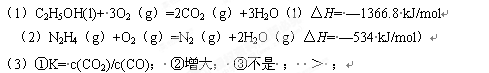 (1) C2H5OH(l)+·3O2（g）=2CO2（g）+3H2O（l）△H=·—1366.8·kJ/mol
(2) N2H4（g）+O2（g）=N2（g）+2H2O（g）△H=·—534·kJ/mol）
(3) ①K=·c(CO2)/c(CO)；·②增大；·③不是·；··＞·；